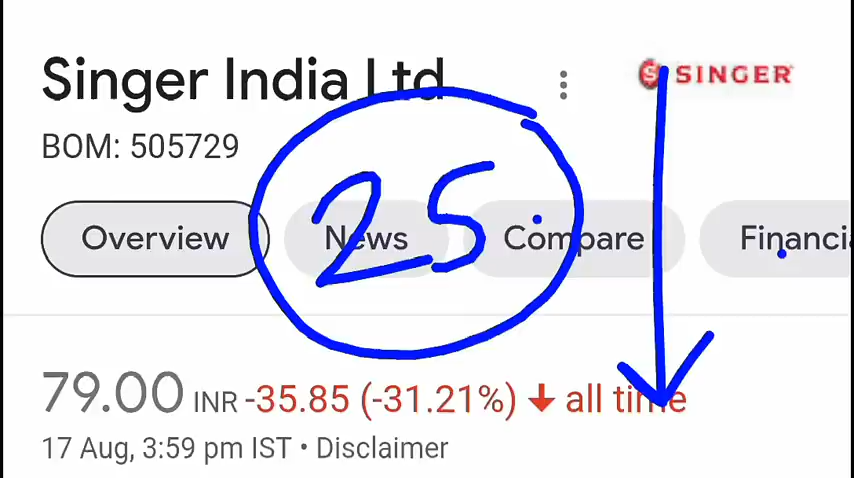 Singer India Ltd
SINGER
BOM: 505729
25
Overview News Compare Financia
79.00 INR -35.85 (-31.21%) all time
17 Aug, 3:59 pm IST • Disclaimer